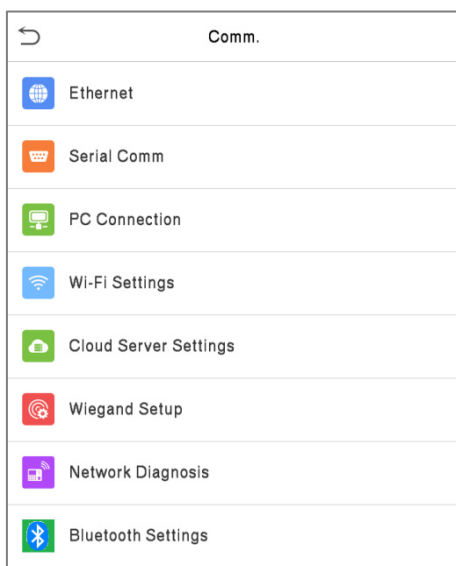 Comm.
Ethernet
Serial Comm
PC Connection
Wi-Fi Settings
Cloud Server Settings
Wiegand Setup
Network Diagnosis
Bluetooth Settings